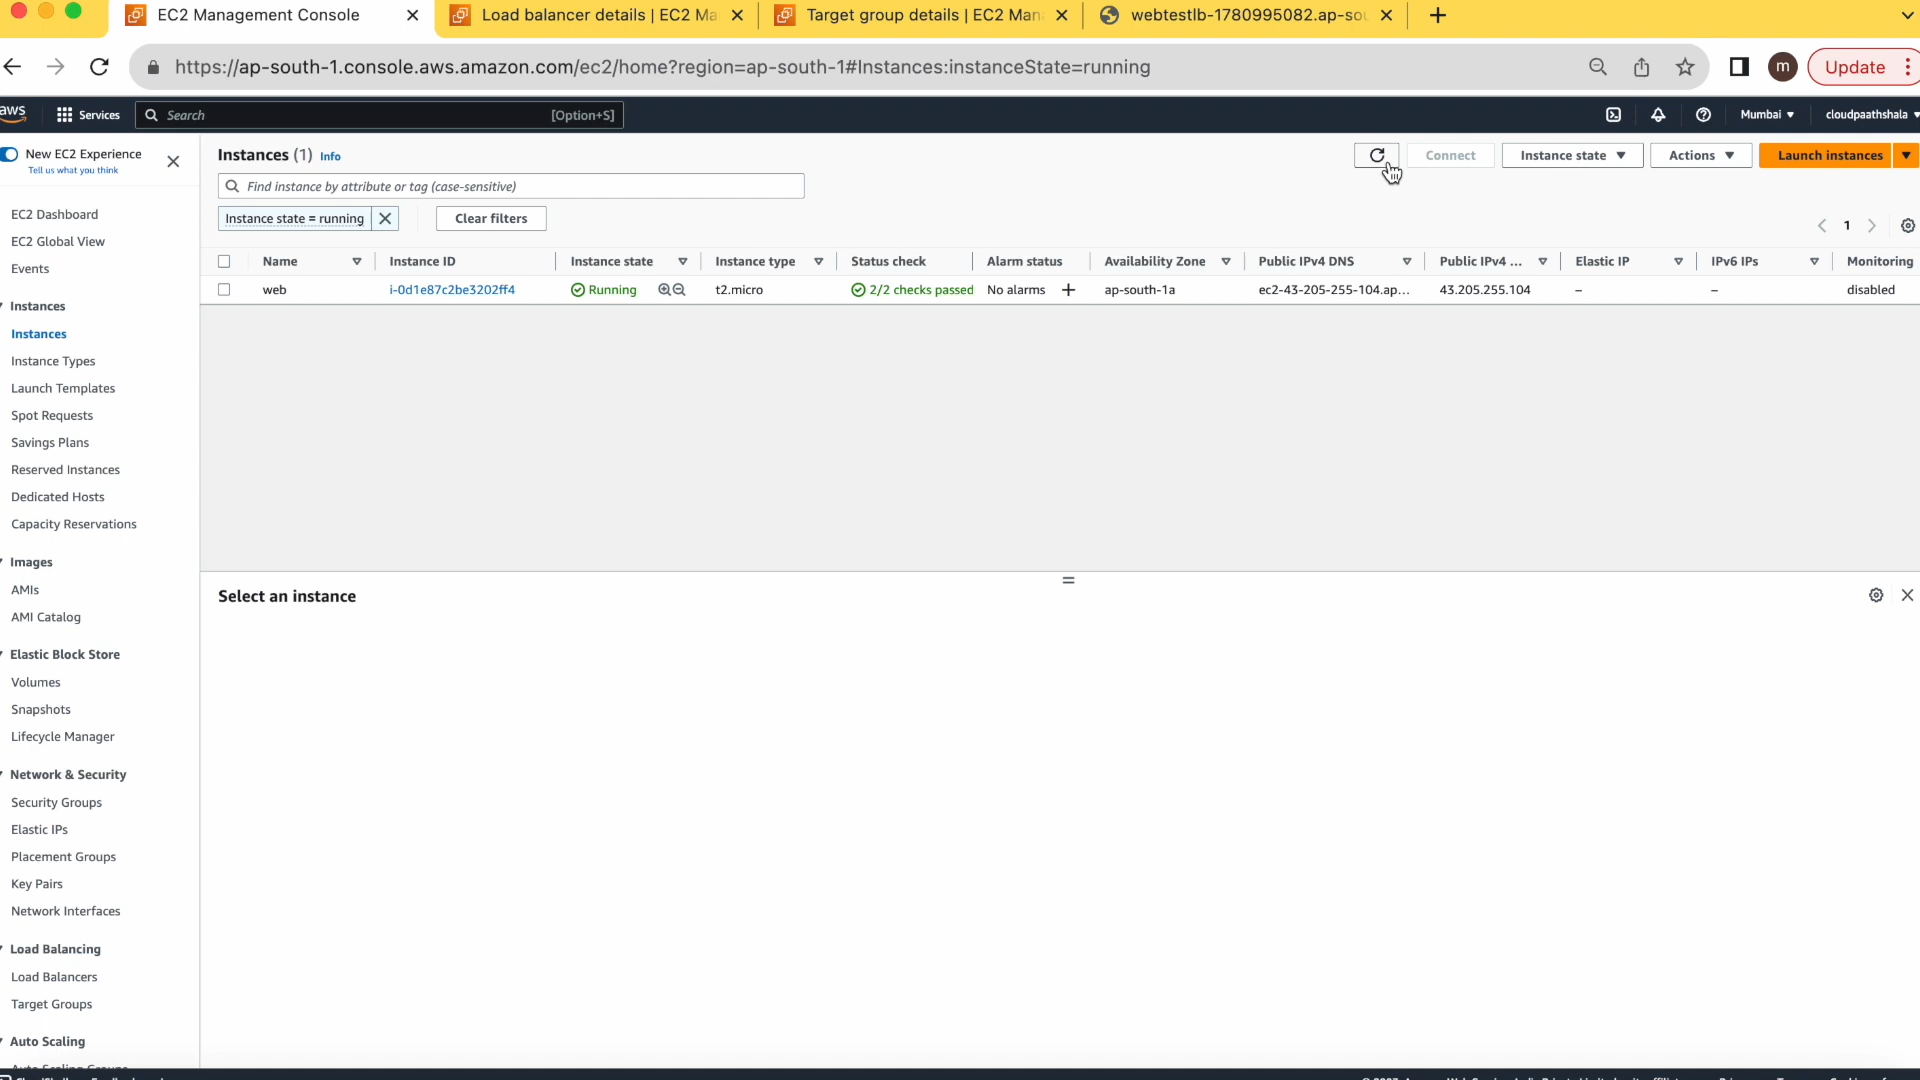 EC2 Management Console
Load balancer details | EC2 Ma
Target group details | EC2 Man
webtestlb-1780995082.ap-sou
https://ap-south-1.console.aws.amazon.com/ec2/home?region=ap-south-1#Instances:instanceState=running
m
Update
aws
Services
Search
[Option+S]
Mumbai
cloudpaathshala
New EC2 Experience
Tell us what you think
EC2 Dashboard
EC2 Global View
Events
Instances
Instances
Instance Types
Launch Templates
Spot Requests
Savings Plans
Reserved Instances
Dedicated Hosts
Capacity Reservations
Images
AMIs
AMI Catalog
Elastic Block Store
Volumes
Snapshots
Lifecycle Manager
Network & Security
Security Groups
Elastic IPs
Placement Groups
Key Pairs
Network Interfaces
Load Balancing
Load Balancers
Target Groups
Auto Scaling
Auto Scaling Groups
Instances (1) Info
Connect
Instance state
Actions
Launch instances
Find instance by attribute or tag (case-sensitive)
Instance state = running
Clear filters
1
Name Instance ID Instance state Instance type Status check Alarm status Availability Zone Public IPv4 DNS Public IPv4 ... Elastic IP IPv6 IPs Monitoring
web i-0d1e87c2be3202ff4 Running t2.micro 2/2 checks passed No alarms + ap-south-1a ec2-43-205-255-104.ap... 43.205.255.104 – – disabled
Select an instance